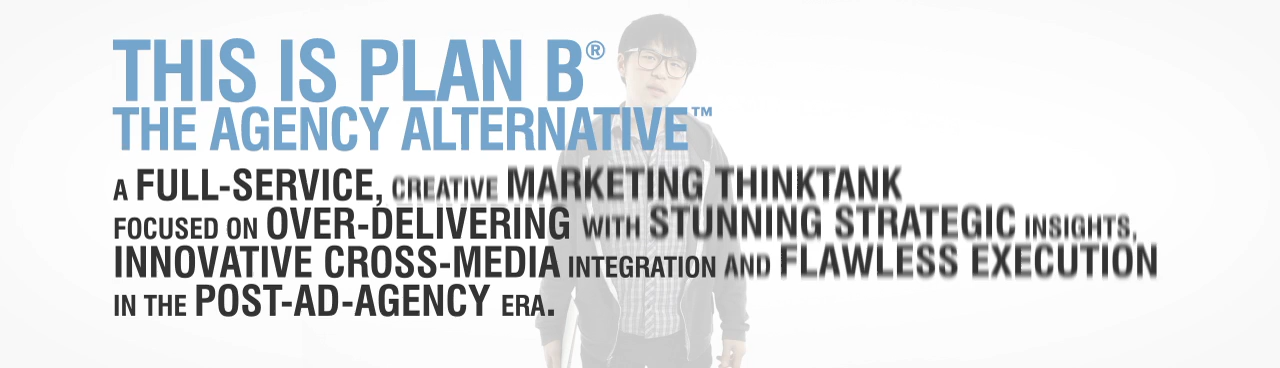 THIS IS PLAN B®
THE AGENCY ALTERNATIVE™
A FULL-SERVICE, CREATIVE MARKETING THINKTANK
FOCUSED ON OVER-DELIVERING WITH STUNNING STRATEGIC INSIGHTS,
INNOVATIVE CROSS-MEDIA INTEGRATION AND FLAWLESS EXECUTION
IN THE POST-AD-AGENCY ERA.